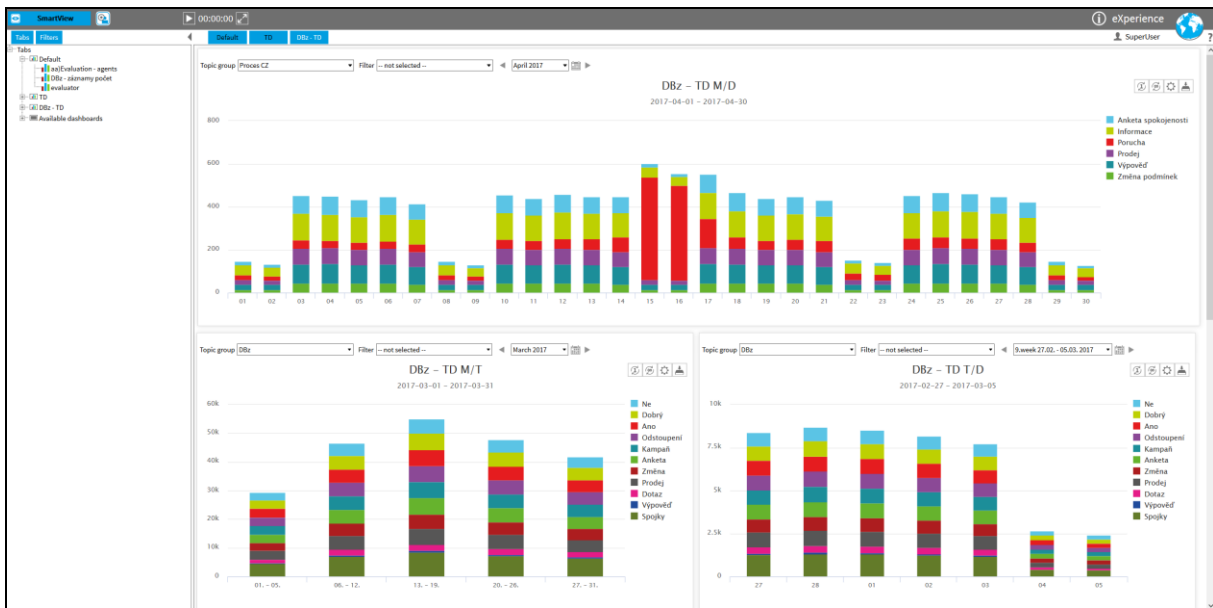 SmartView
00:00:00
eXperience
Tabs Filters
Default TD DBz - TD
SuperUser ?
Tabs
Default
aa)Evaluation - agents
DBz - záznamy počet
evaluator
TD
DBz - TD
Available dashboards
Topic group Proces CZ Filter -- not selected -- April 2017
DBz – TD M/D
2017-04-01 – 2017-04-30
800
600
400
200
0
01 02 03 04 05 06 07 08 09 10 11 12 13 14 15 16 17 18 19 20 21 22 23 24 25 26 27 28 29 30
Anketa spokojenosti
Informace
Porucha
Prodej
Výpověď
Změna podmínek
Topic group DBz Filter -- not selected -- March 2017
DBz – TD M/T
2017-03-01 – 2017-03-31
60k
50k
40k
30k
20k
10k
0
01. – 05. 06. – 12. 13. – 19. 20. – 26. 27. – 31.
Ne
Dobrý
Ano
Odstoupení
Kampaň
Anketa
Změna
Prodej
Dotaz
Výpověď
Spojky
Topic group DBz Filter -- not selected -- 9.week 27.02. - 05.03. 2017
DBz – TD T/D
2017-02-27 – 2017-03-05
10k
7.5k
5k
2.5k
0
27 28 01 02 03 04 05
Ne
Dobrý
Ano
Odstoupení
Kampaň
Anketa
Změna
Prodej
Dotaz
Výpověď
Spojky